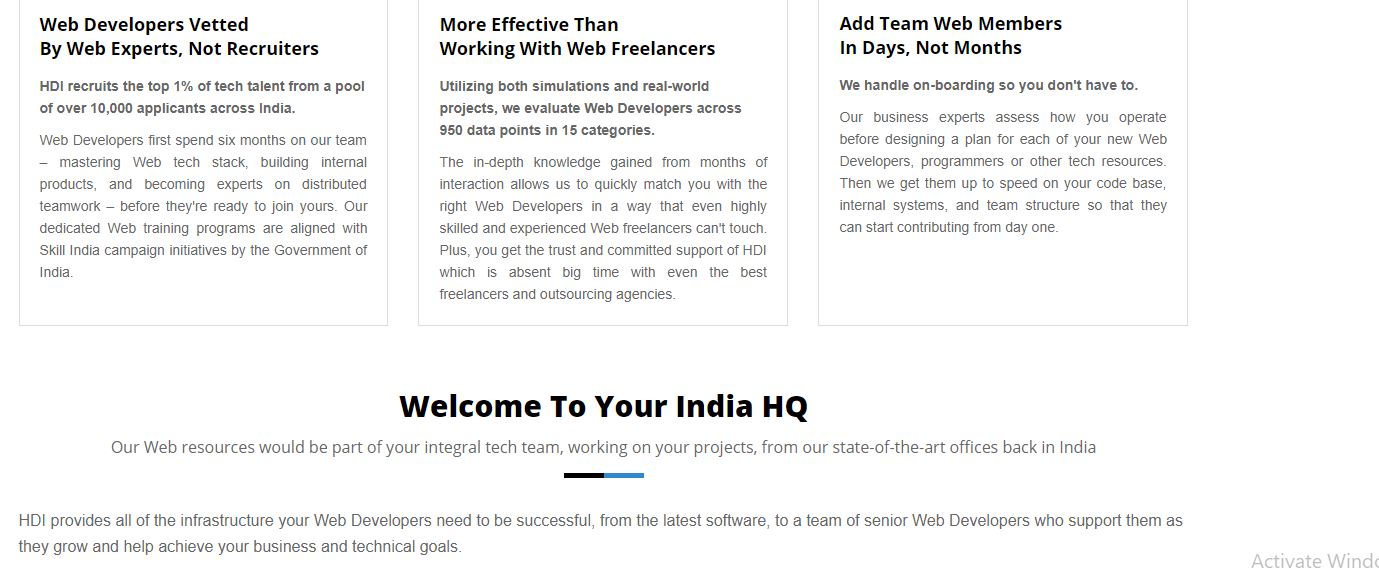 Web Developers Vetted
By Web Experts, Not Recruiters
HDI recruits the top 1% of tech talent from a pool
of over 10,000 applicants across India.
Web Developers first spend six months on our team
– mastering Web tech stack, building internal
products, and becoming experts on distributed
teamwork – before they're ready to join yours. Our
dedicated Web training programs are aligned with
Skill India campaign initiatives by the Government of
India.
More Effective Than
Working With Web Freelancers
Utilizing both simulations and real-world
projects, we evaluate Web Developers across
950 data points in 15 categories.
The in-depth knowledge gained from months of
interaction allows us to quickly match you with the
right Web Developers in a way that even highly
skilled and experienced Web freelancers can't touch.
Plus, you get the trust and committed support of HDI
which is absent big time with even the best
freelancers and outsourcing agencies.
Add Team Web Members
In Days, Not Months
We handle on-boarding so you don't have to.
Our business experts assess how you operate
before designing a plan for each of your new Web
Developers, programmers or other tech resources.
Then we get them up to speed on your code base,
internal systems, and team structure so that they
can start contributing from day one.
Welcome To Your India HQ
Our Web resources would be part of your integral tech team, working on your projects, from our state-of-the-art offices back in India
HDI provides all of the infrastructure your Web Developers need to be successful, from the latest software, to a team of senior Web Developers who support them as
they grow and help achieve your business and technical goals.
Activate